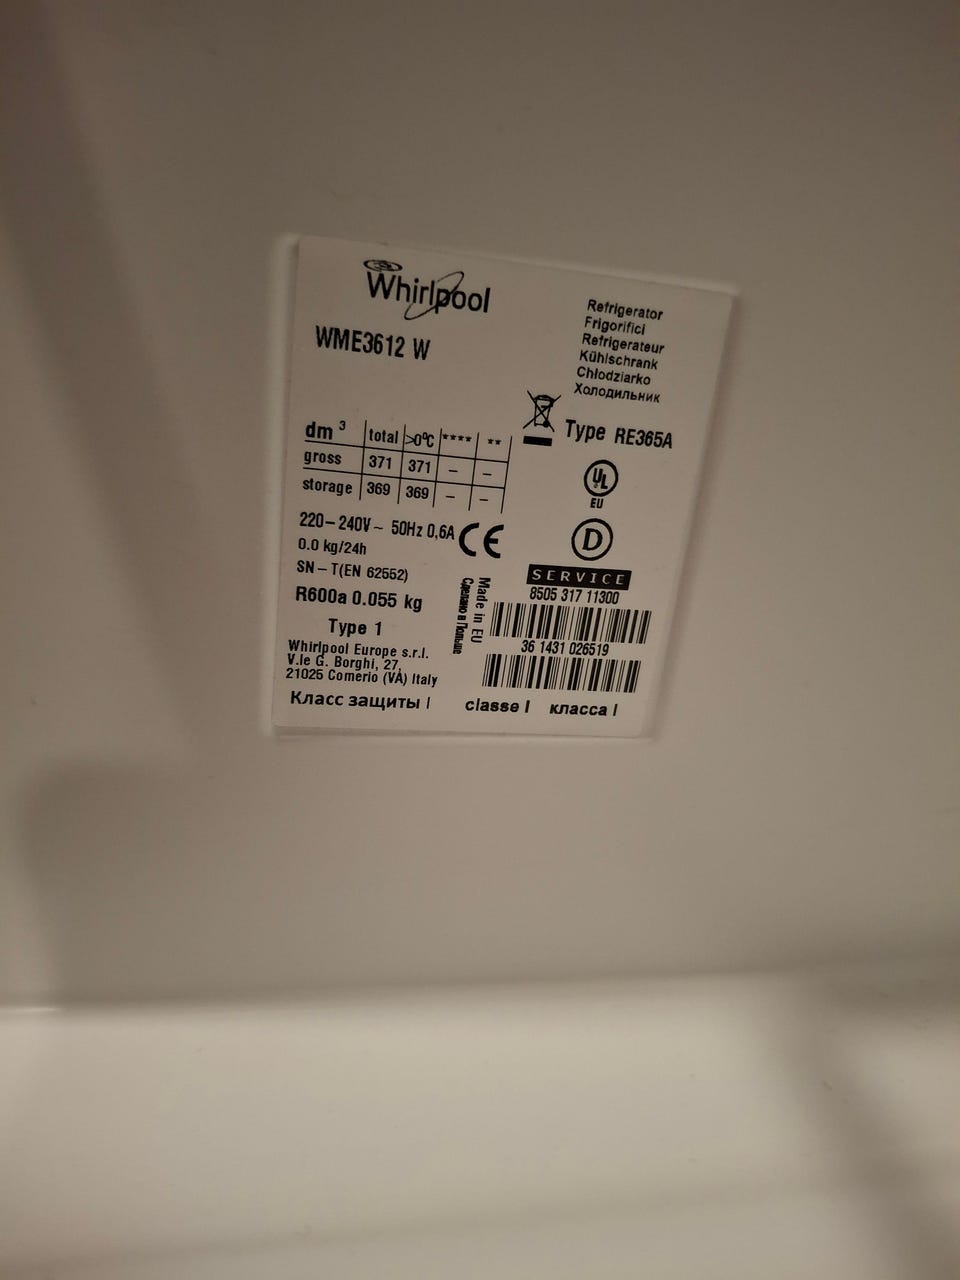 Whirlpool
WME3612 W
Refrigerator
Frigorifici
Refrigerateur
Kühlschrank
Chłodziarko
Холодильник
Type RE365A
dm³ total >0°C **** **
gross 371 371 – –
storage 369 369 – –
UL
EU
D
220–240V~ 50Hz 0,6A
CE
0.0 kg/24h
SN–T(EN 62552)
R600a 0.055 kg
Type 1
Whirlpool Europe s.r.l.
V.le G. Borghi, 27,
21025 Comerio (VA) Italy
Made in EU
Сделано в Польше
SERVICE
8505 317 11300
36 1431 026519
Класс защиты I classe I класса I